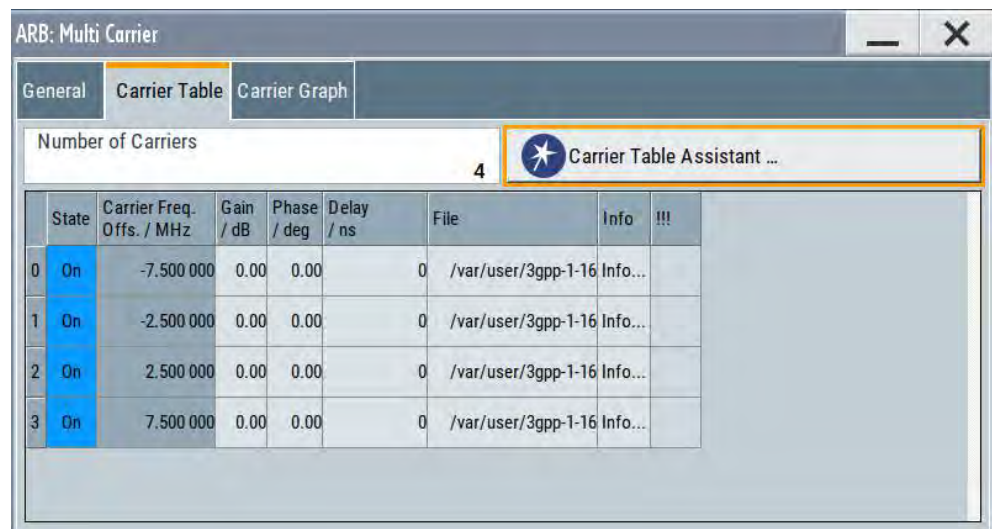 ARB: Multi Carrier
General Carrier Table Carrier Graph
Number of Carriers 4 Carrier Table Assistant ...
State Carrier Freq. Offs. / MHz Gain / dB Phase / deg Delay / ns File Info !!!
0 On -7.500 000 0.00 0.00 0 /var/user/3gpp-1-16 Info...
1 On -2.500 000 0.00 0.00 0 /var/user/3gpp-1-16 Info...
2 On 2.500 000 0.00 0.00 0 /var/user/3gpp-1-16 Info...
3 On 7.500 000 0.00 0.00 0 /var/user/3gpp-1-16 Info...